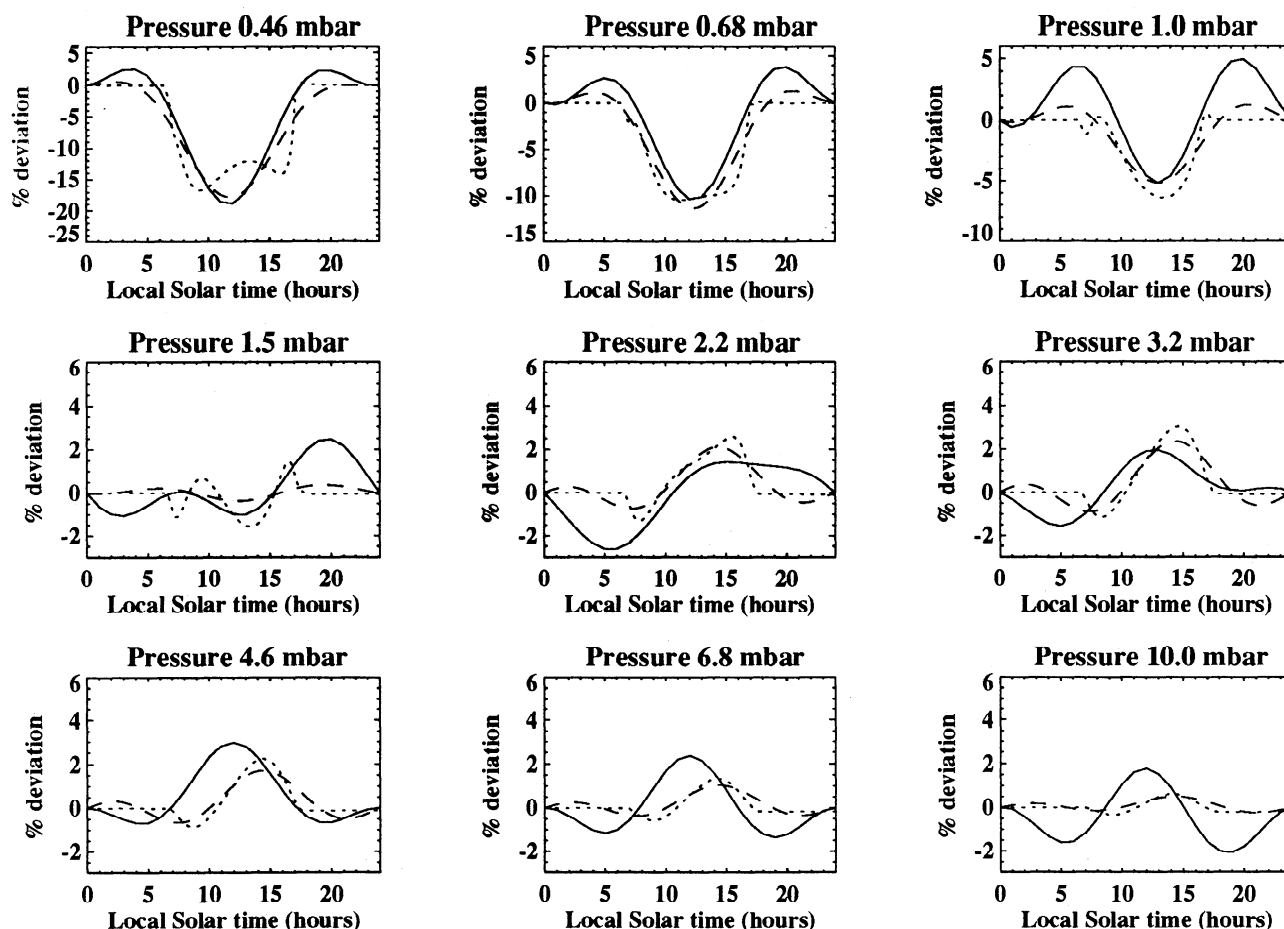 Pressure 0.46 mbar
% deviation
5
0
-5
-10
-15
-20
-25
0 5 10 15 20
Local Solar time (hours)
Pressure 0.68 mbar
% deviation
5
0
-5
-10
-15
0 5 10 15 20
Local Solar time (hours)
Pressure 1.0 mbar
% deviation
5
0
-5
-10
0 5 10 15 20
Local Solar time (hours)
Pressure 1.5 mbar
% deviation
6
4
2
0
-2
0 5 10 15 20
Local Solar time (hours)
Pressure 2.2 mbar
% deviation
6
4
2
0
-2
0 5 10 15 20
Local Solar time (hours)
Pressure 3.2 mbar
% deviation
6
4
2
0
-2
0 5 10 15 20
Local Solar time (hours)
Pressure 4.6 mbar
% deviation
6
4
2
0
-2
0 5 10 15 20
Local Solar time (hours)
Pressure 6.8 mbar
% deviation
6
4
2
0
-2
0 5 10 15 20
Local Solar time (hours)
Pressure 10.0 mbar
% deviation
6
4
2
0
-2
0 5 10 15 20
Local Solar time (hours)